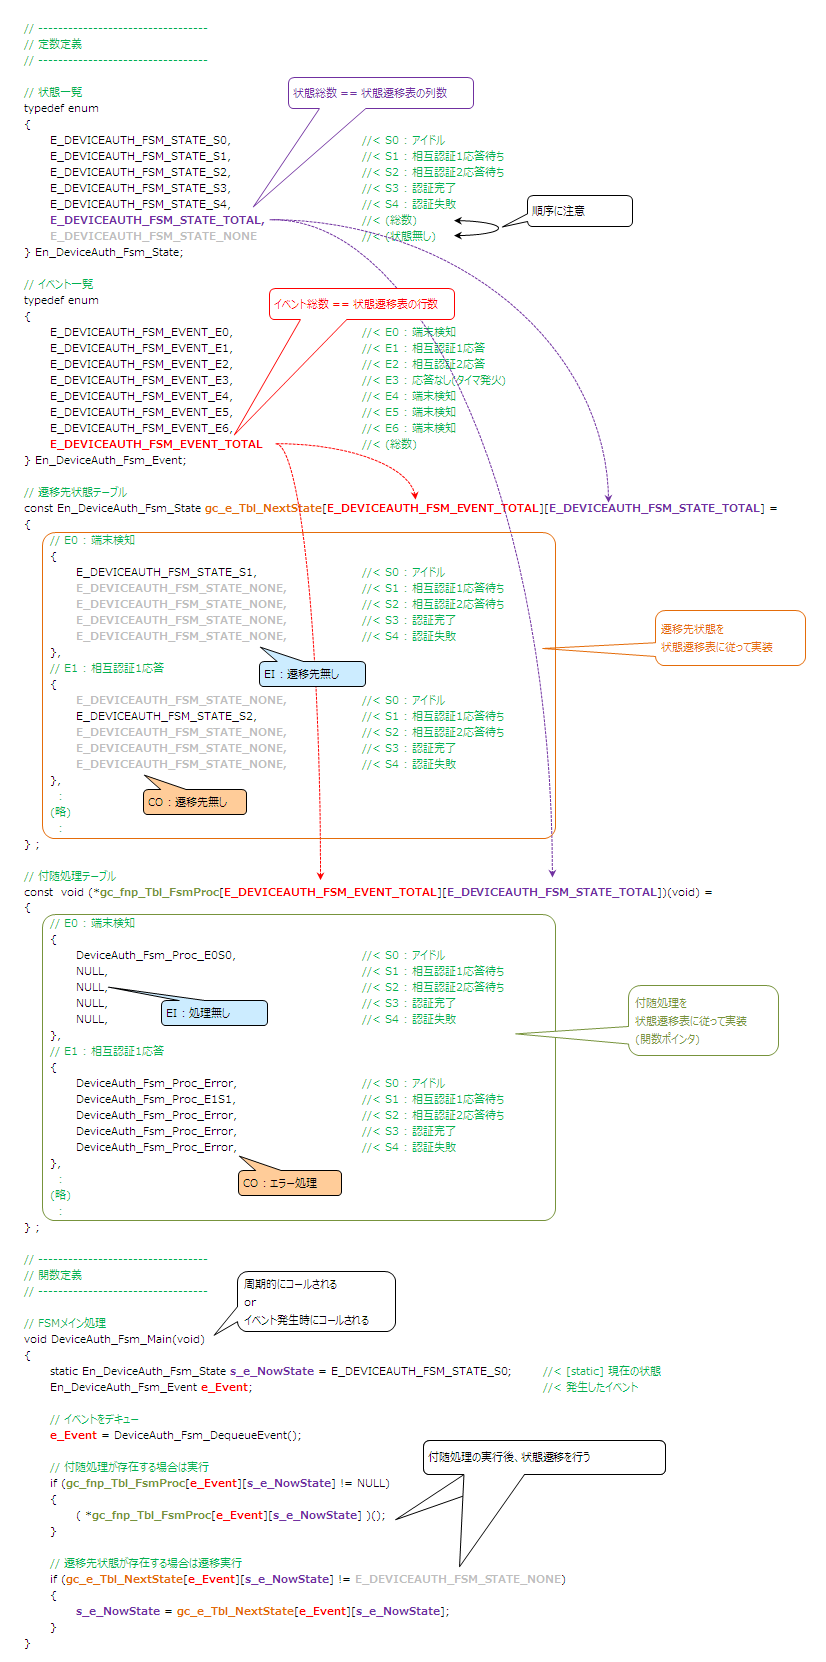 // ----------------------------------
// 定数定義
// ----------------------------------
// 状態一覧
状態総数 == 状態遷移表の列数
typedef enum
{
E_DEVICEAUTH_FSM_STATE_S0, //< S0 : アイドル
E_DEVICEAUTH_FSM_STATE_S1, //< S1 : 相互認証1応答待ち
E_DEVICEAUTH_FSM_STATE_S2, //< S2 : 相互認証2応答待ち
E_DEVICEAUTH_FSM_STATE_S3, //< S3 : 認証完了
E_DEVICEAUTH_FSM_STATE_S4, //< S4 : 認証失敗
E_DEVICEAUTH_FSM_STATE_TOTAL, //< (総数)
順序に注意
E_DEVICEAUTH_FSM_STATE_NONE //< (状態無し)
} En_DeviceAuth_Fsm_State;
// イベント一覧
typedef enum
イベント総数 == 状態遷移表の行数
{
E_DEVICEAUTH_FSM_EVENT_E0, //< E0 : 端末検知
E_DEVICEAUTH_FSM_EVENT_E1, //< E1 : 相互認証1応答
E_DEVICEAUTH_FSM_EVENT_E2, //< E2 : 相互認証2応答
E_DEVICEAUTH_FSM_EVENT_E3, //< E3 : 応答なし(タイマ発火)
E_DEVICEAUTH_FSM_EVENT_E4, //< E4 : 端末検知
E_DEVICEAUTH_FSM_EVENT_E5, //< E5 : 端末検知
E_DEVICEAUTH_FSM_EVENT_E6, //< E6 : 端末検知
E_DEVICEAUTH_FSM_EVENT_TOTAL //< (総数)
} En_DeviceAuth_Fsm_Event;
// 遷移先状態テーブル
const En_DeviceAuth_Fsm_State gc_e_Tbl_NextState[E_DEVICEAUTH_FSM_EVENT_TOTAL][E_DEVICEAUTH_FSM_STATE_TOTAL] =
{
// E0 : 端末検知
{
E_DEVICEAUTH_FSM_STATE_S1, //< S0 : アイドル
E_DEVICEAUTH_FSM_STATE_NONE, //< S1 : 相互認証1応答待ち
E_DEVICEAUTH_FSM_STATE_NONE, //< S2 : 相互認証2応答待ち
E_DEVICEAUTH_FSM_STATE_NONE, //< S3 : 認証完了
E_DEVICEAUTH_FSM_STATE_NONE, //< S4 : 認証失敗
遷移先状態を
状態遷移表に従って実装
},
// E1 : 相互認証1応答
EI : 遷移先無し
{
E_DEVICEAUTH_FSM_STATE_NONE, //< S0 : アイドル
E_DEVICEAUTH_FSM_STATE_S2, //< S1 : 相互認証1応答待ち
E_DEVICEAUTH_FSM_STATE_NONE, //< S2 : 相互認証2応答待ち
E_DEVICEAUTH_FSM_STATE_NONE, //< S3 : 認証完了
E_DEVICEAUTH_FSM_STATE_NONE, //< S4 : 認証失敗
},
:
CO : 遷移先無し
(略)
:
} ;
// 付随処理テーブル
const  void (*gc_fnp_Tbl_FsmProc[E_DEVICEAUTH_FSM_EVENT_TOTAL][E_DEVICEAUTH_FSM_STATE_TOTAL])(void) =
{
// E0 : 端末検知
{
DeviceAuth_Fsm_Proc_E0S0, //< S0 : アイドル
NULL, //< S1 : 相互認証1応答待ち
NULL, //< S2 : 相互認証2応答待ち
NULL, //< S3 : 認証完了
EI : 処理無し
NULL, //< S4 : 認証失敗
付随処理を
状態遷移表に従って実装
(関数ポインタ)
},
// E1 : 相互認証1応答
{
DeviceAuth_Fsm_Proc_Error, //< S0 : アイドル
DeviceAuth_Fsm_Proc_E1S1, //< S1 : 相互認証1応答待ち
DeviceAuth_Fsm_Proc_Error, //< S2 : 相互認証2応答待ち
DeviceAuth_Fsm_Proc_Error, //< S3 : 認証完了
DeviceAuth_Fsm_Proc_Error, //< S4 : 認証失敗
},
:
CO : エラー処理
(略)
:
} ;
// ----------------------------------
// 関数定義
// ----------------------------------
周期的にコールされる
or
イベント発生時にコールされる
// FSMメイン処理
void DeviceAuth_Fsm_Main(void)
{
static En_DeviceAuth_Fsm_State s_e_NowState = E_DEVICEAUTH_FSM_STATE_S0; //< [static] 現在の状態
En_DeviceAuth_Fsm_Event e_Event; //< 発生したイベント
// イベントをデキュー
e_Event = DeviceAuth_Fsm_DequeueEvent();
付随処理の実行後、状態遷移を行う
// 付随処理が存在する場合は実行
if (gc_fnp_Tbl_FsmProc[e_Event][s_e_NowState] != NULL)
{
( *gc_fnp_Tbl_FsmProc[e_Event][s_e_NowState] )();
}
// 遷移先状態が存在する場合は遷移実行
if (gc_e_Tbl_NextState[e_Event][s_e_NowState] != E_DEVICEAUTH_FSM_STATE_NONE)
{
s_e_NowState = gc_e_Tbl_NextState[e_Event][s_e_NowState];
}
}